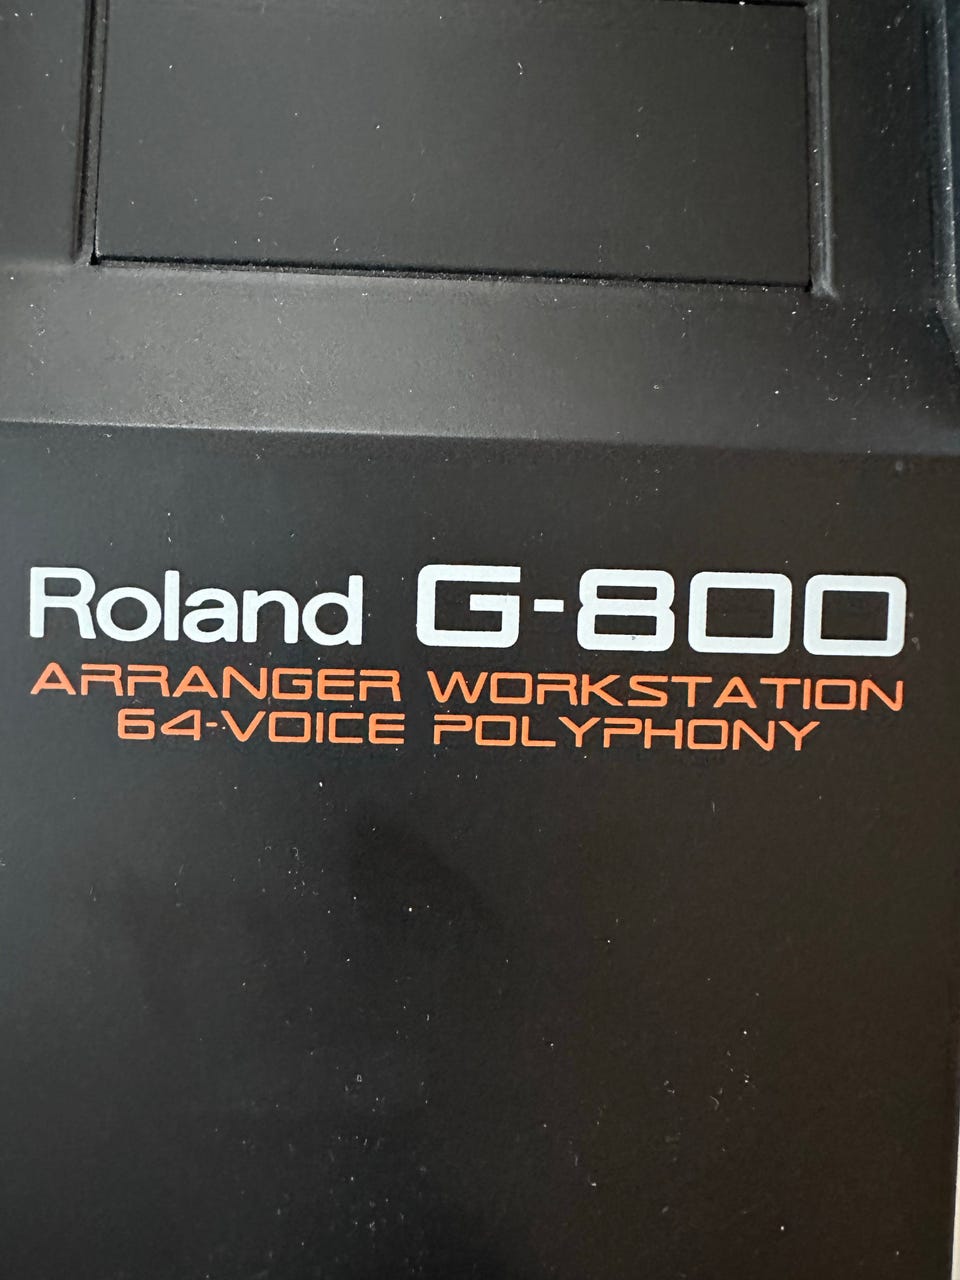 Roland G-800
ARRANGER WORKSTATION
64-VOICE POLYPHONY